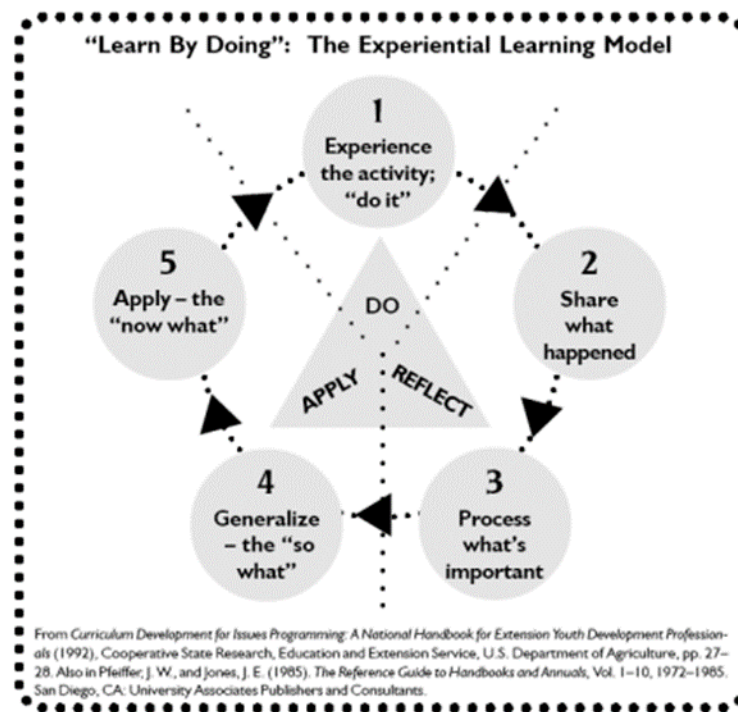 “Learn By Doing”: The Experiential Learning Model
1
Experience
the activity;
“do it”
2
Share
what
happened
3
Process
what’s
important
4
Generalize
– the “so
what”
5
Apply – the
“now what”
DO
REFLECT
APPLY
From Curriculum Development for Issues Programming: A National Handbook for Extension Youth Development Profession-
als (1992), Cooperative State Research, Education and Extension Service, U.S. Department of Agriculture, pp. 27–
28. Also in Pfeiffer, J. W., and Jones, J. E. (1985). The Reference Guide to Handbooks and Annuals, Vol. 1–10, 1972–1985.
San Diego, CA: University Associates Publishers and Consultants.